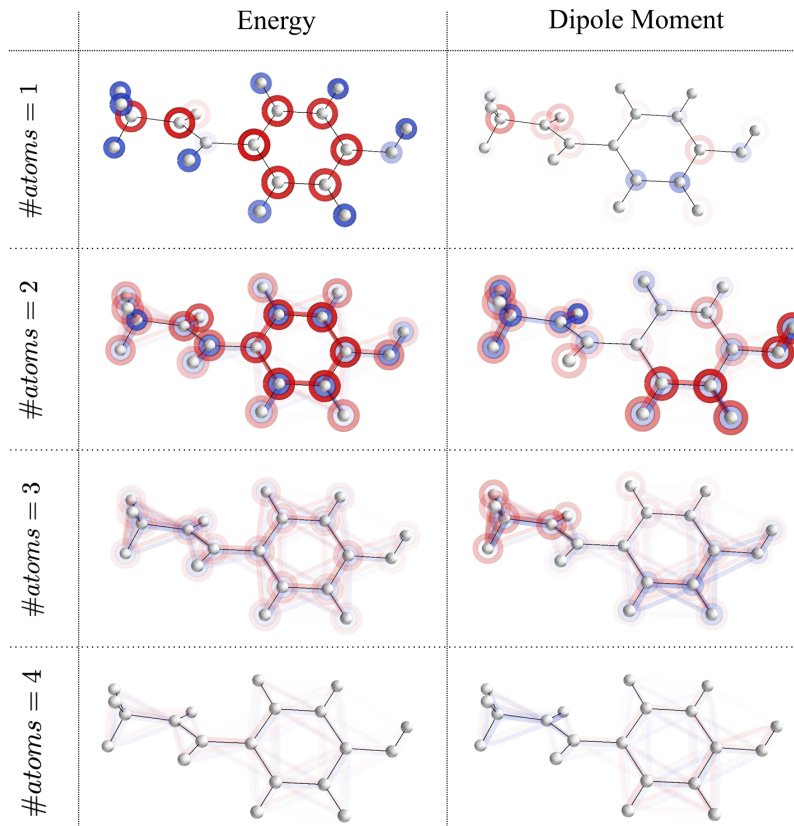 Energy
Dipole Moment
#atoms = 1
#atoms = 2
#atoms = 3
#atoms = 4